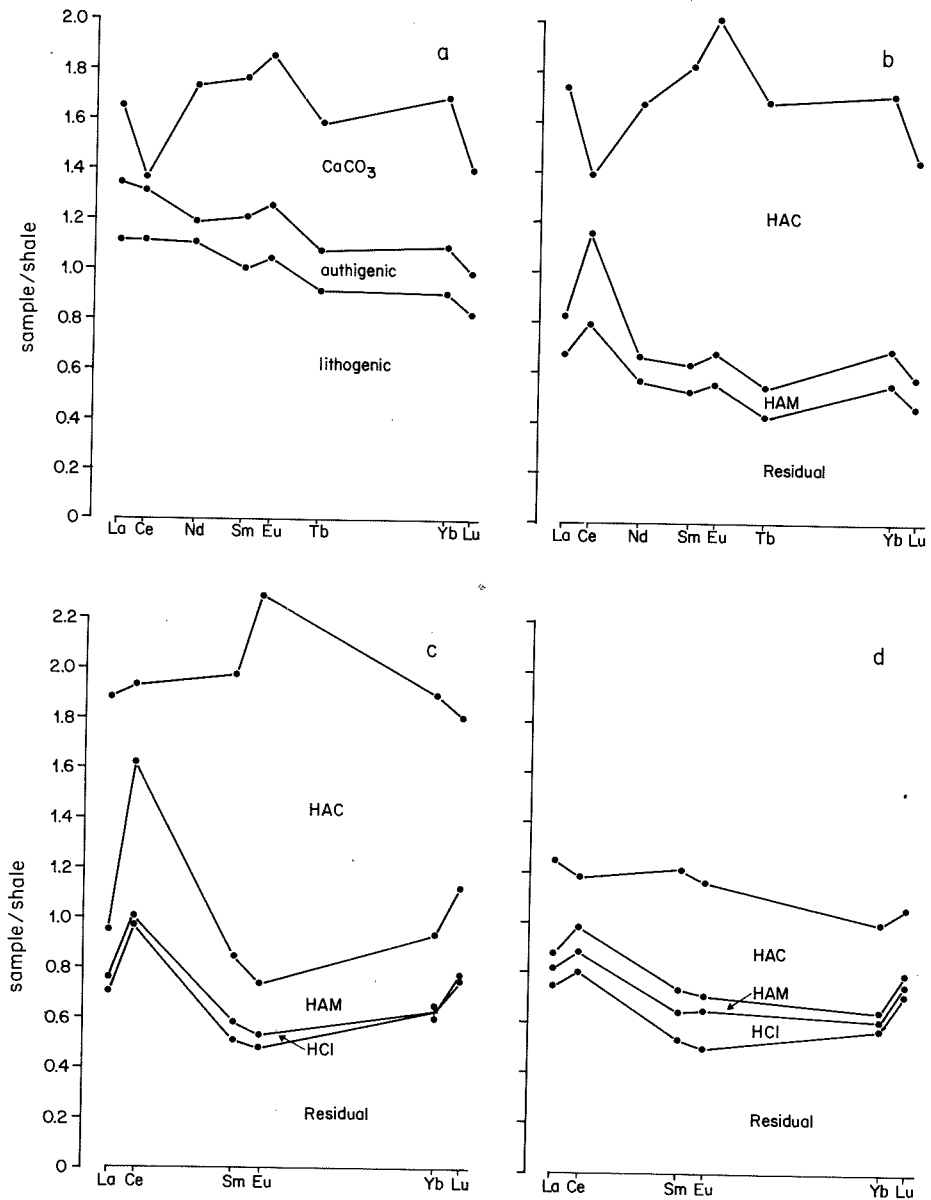 a
2.0
1.8
1.6
1.4
1.2
1.0
0.8
0.6
0.4
0.2
0
sample/shale
CaCO3
authigenic
lithogenic
La Ce Nd Sm Eu Tb Yb Lu
b
HAC
HAM
Residual
La Ce Nd Sm Eu Tb Yb Lu
c
2.2
2.0
1.8
1.6
1.4
1.2
1.0
0.8
0.6
0.4
0.2
0
sample/shale
HAC
HAM
HCl
Residual
La Ce Sm Eu Yb Lu
d
HAC
HAM
HCl
Residual
La Ce Sm Eu Yb Lu